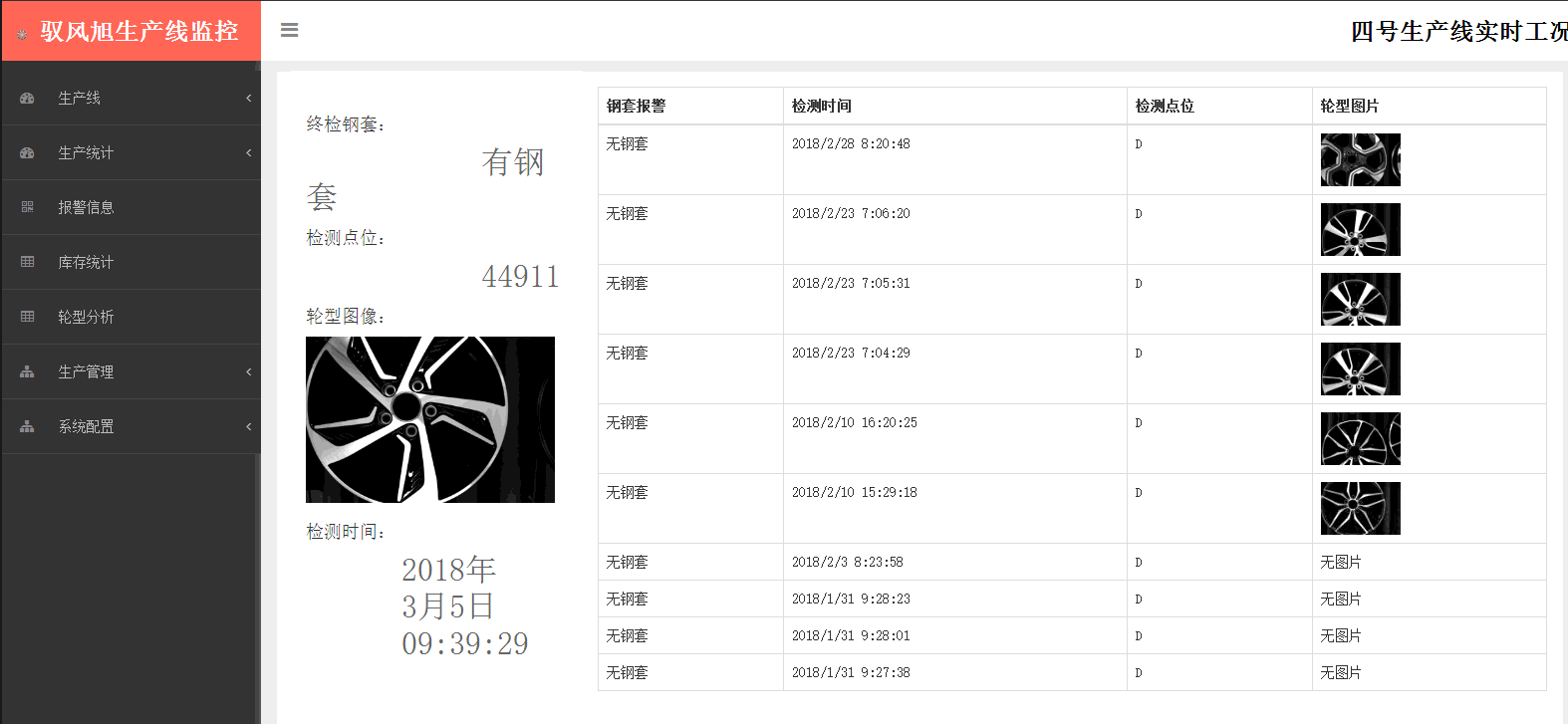 驭风旭生产线监控
四号生产线实时工况
生产线
生产统计
报警信息
库存统计
轮型分析
生产管理
系统配置
终检钢套:
有钢
套
检测点位:
44911
轮型图像:
检测时间:
2018年
3月5日
09:39:29
钢套报警 检测时间 检测点位 轮型图片
无钢套 2018/2/28 8:20:48 D
无钢套 2018/2/23 7:06:20 D
无钢套 2018/2/23 7:05:31 D
无钢套 2018/2/23 7:04:29 D
无钢套 2018/2/10 16:20:25 D
无钢套 2018/2/10 15:29:18 D
无钢套 2018/2/3 8:23:58 D 无图片
无钢套 2018/1/31 9:28:23 D 无图片
无钢套 2018/1/31 9:28:01 D 无图片
无钢套 2018/1/31 9:27:38 D 无图片